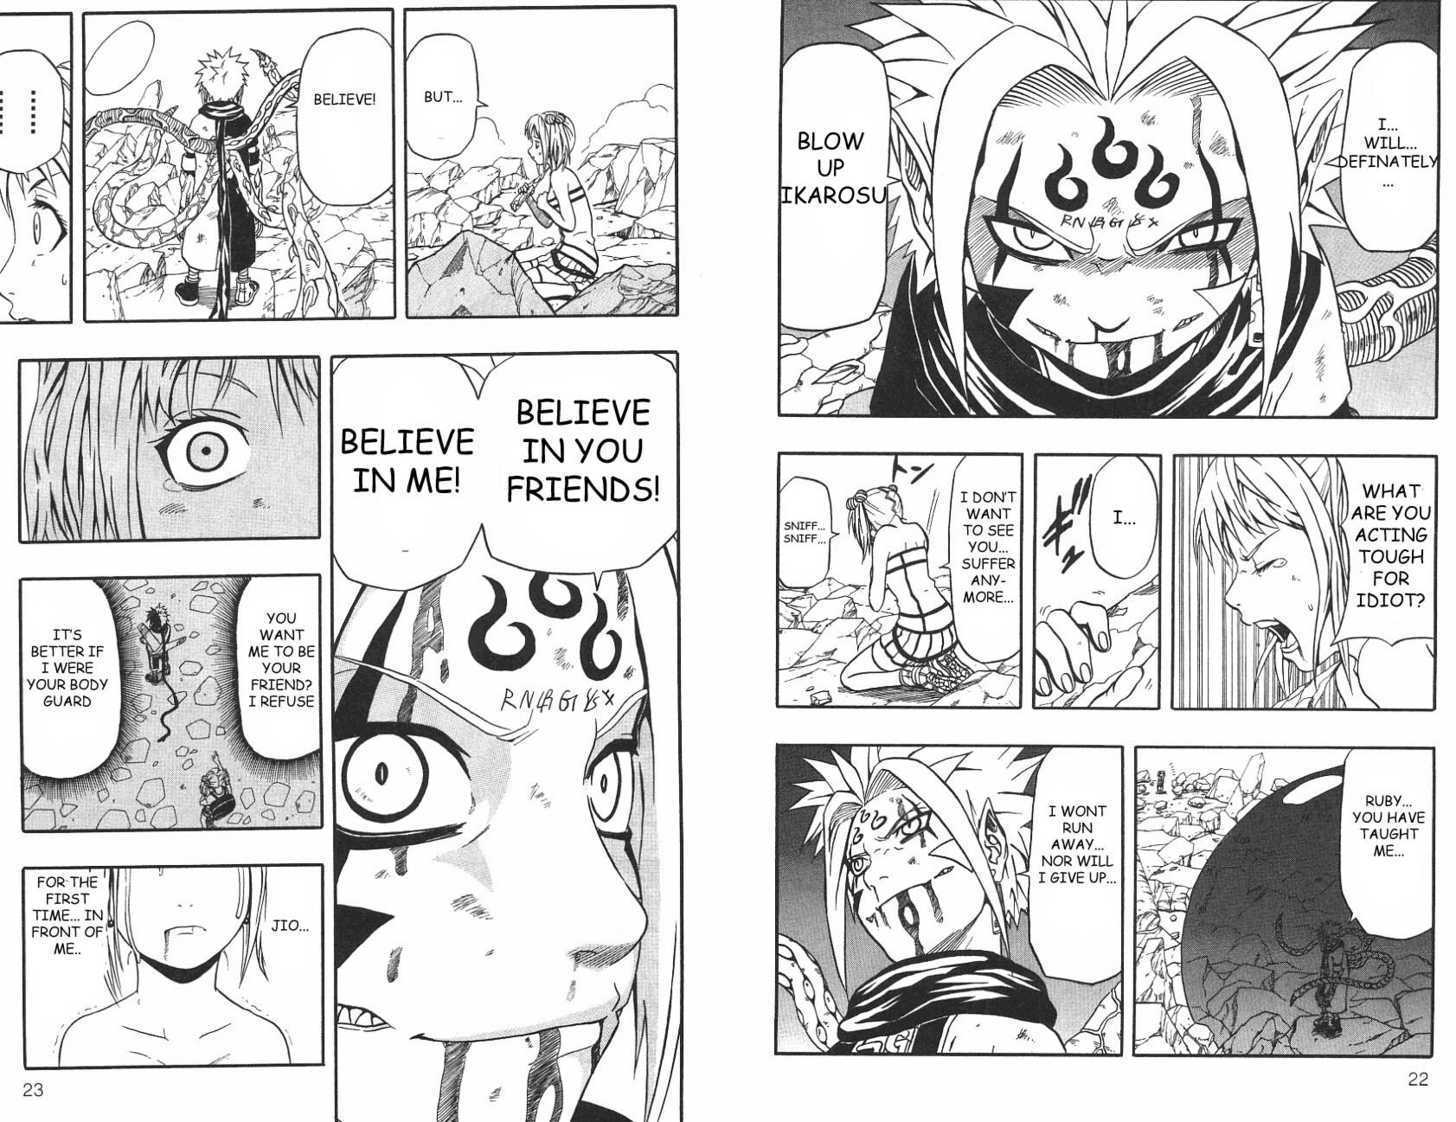 I...
WILL...
DEFINATELY
...
BLOW
UP
IKAROSU
WHAT
ARE YOU
ACTING
TOUGH
FOR
IDIOT?
I...
I DON'T
WANT
TO SEE
YOU...
SUFFER
ANY-
MORE...
トン
SNIFF...
SNIFF...
RUBY...
YOU HAVE
TAUGHT
ME...
I WONT
RUN
AWAY...
NOR WILL
I GIVE UP...
22
BUT...
BELIEVE!
......
......
BELIEVE
IN YOU
FRIENDS!
BELIEVE
IN ME!
YOU
WANT
ME TO BE
YOUR
FRIEND?
I REFUSE
IT'S
BETTER IF
I WERE
YOUR BODY
GUARD
JIO...
FOR THE
FIRST
TIME... IN
FRONT OF
ME..
23